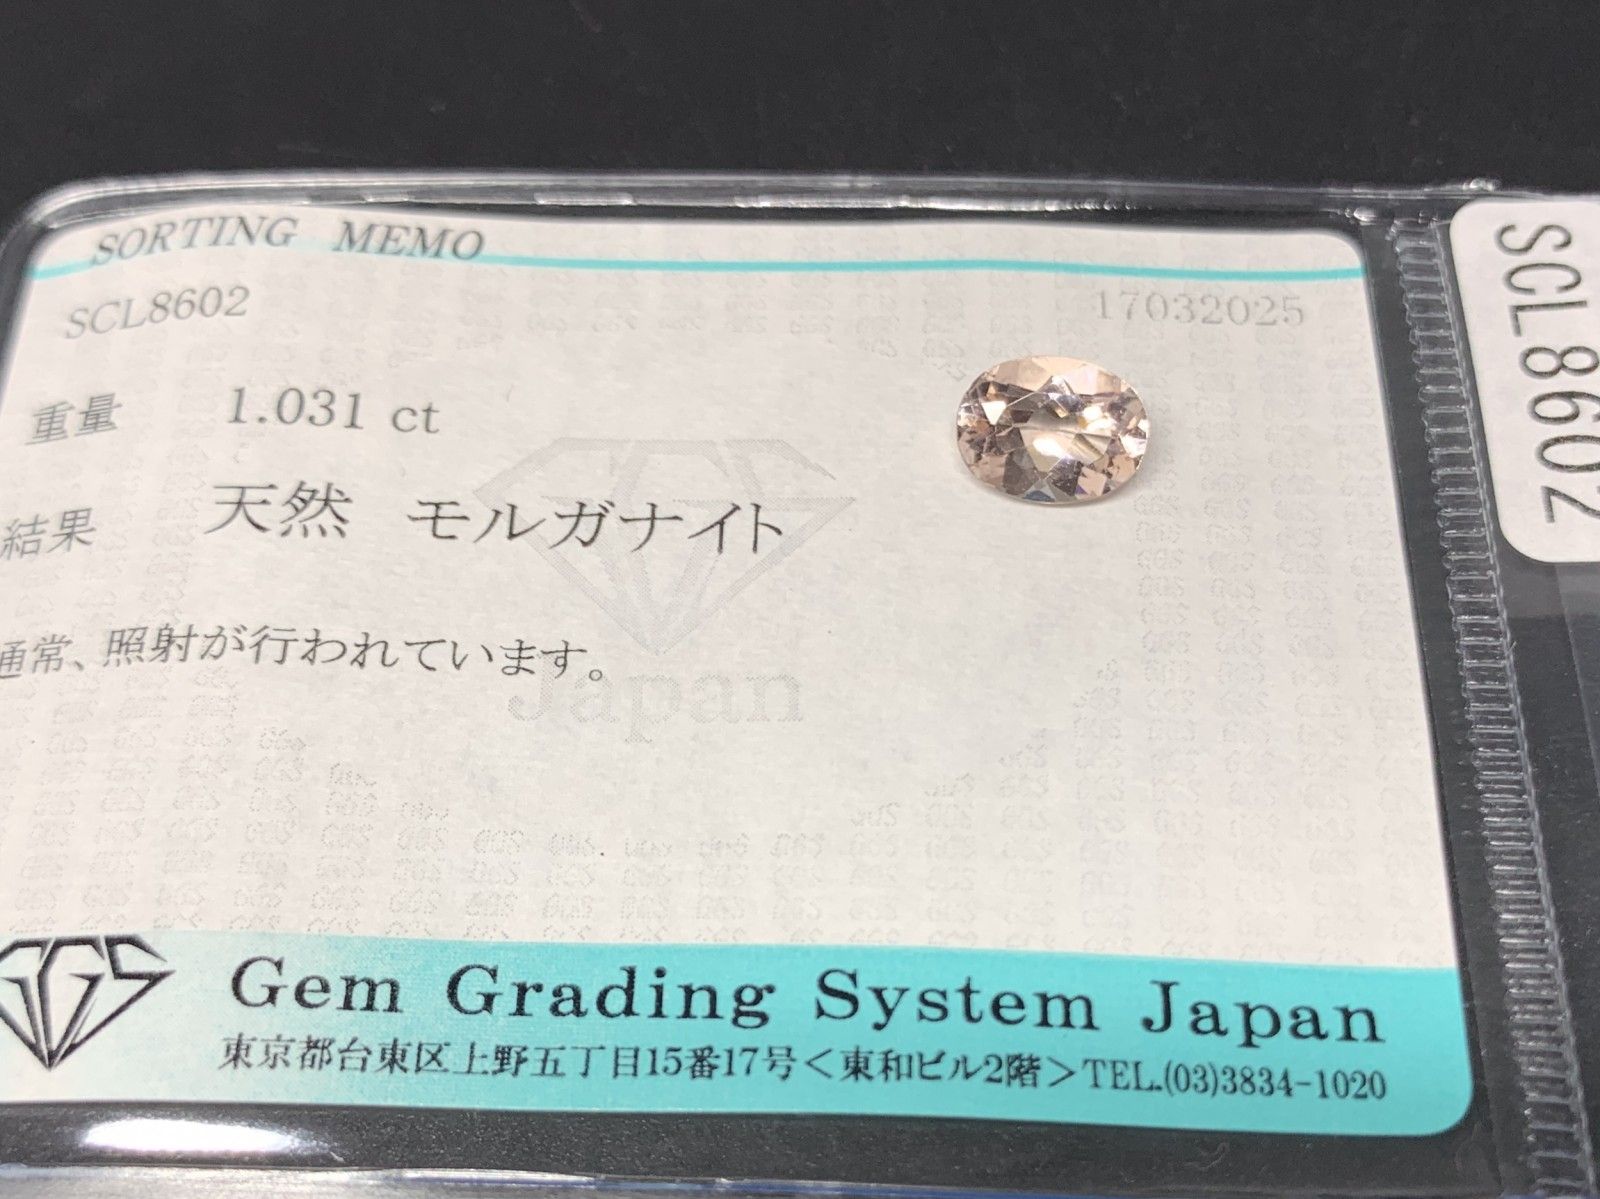 SORTING MEMO
SCL8602 17032025
重量 1.031 ct
結果 天然 モルガナイト
通常、照射が行われています。
Japan
GGS Gem Grading System Japan
東京都台東区上野五丁目15番17号＜東和ビル2階＞TEL.(03)3834-1020
SCL8602